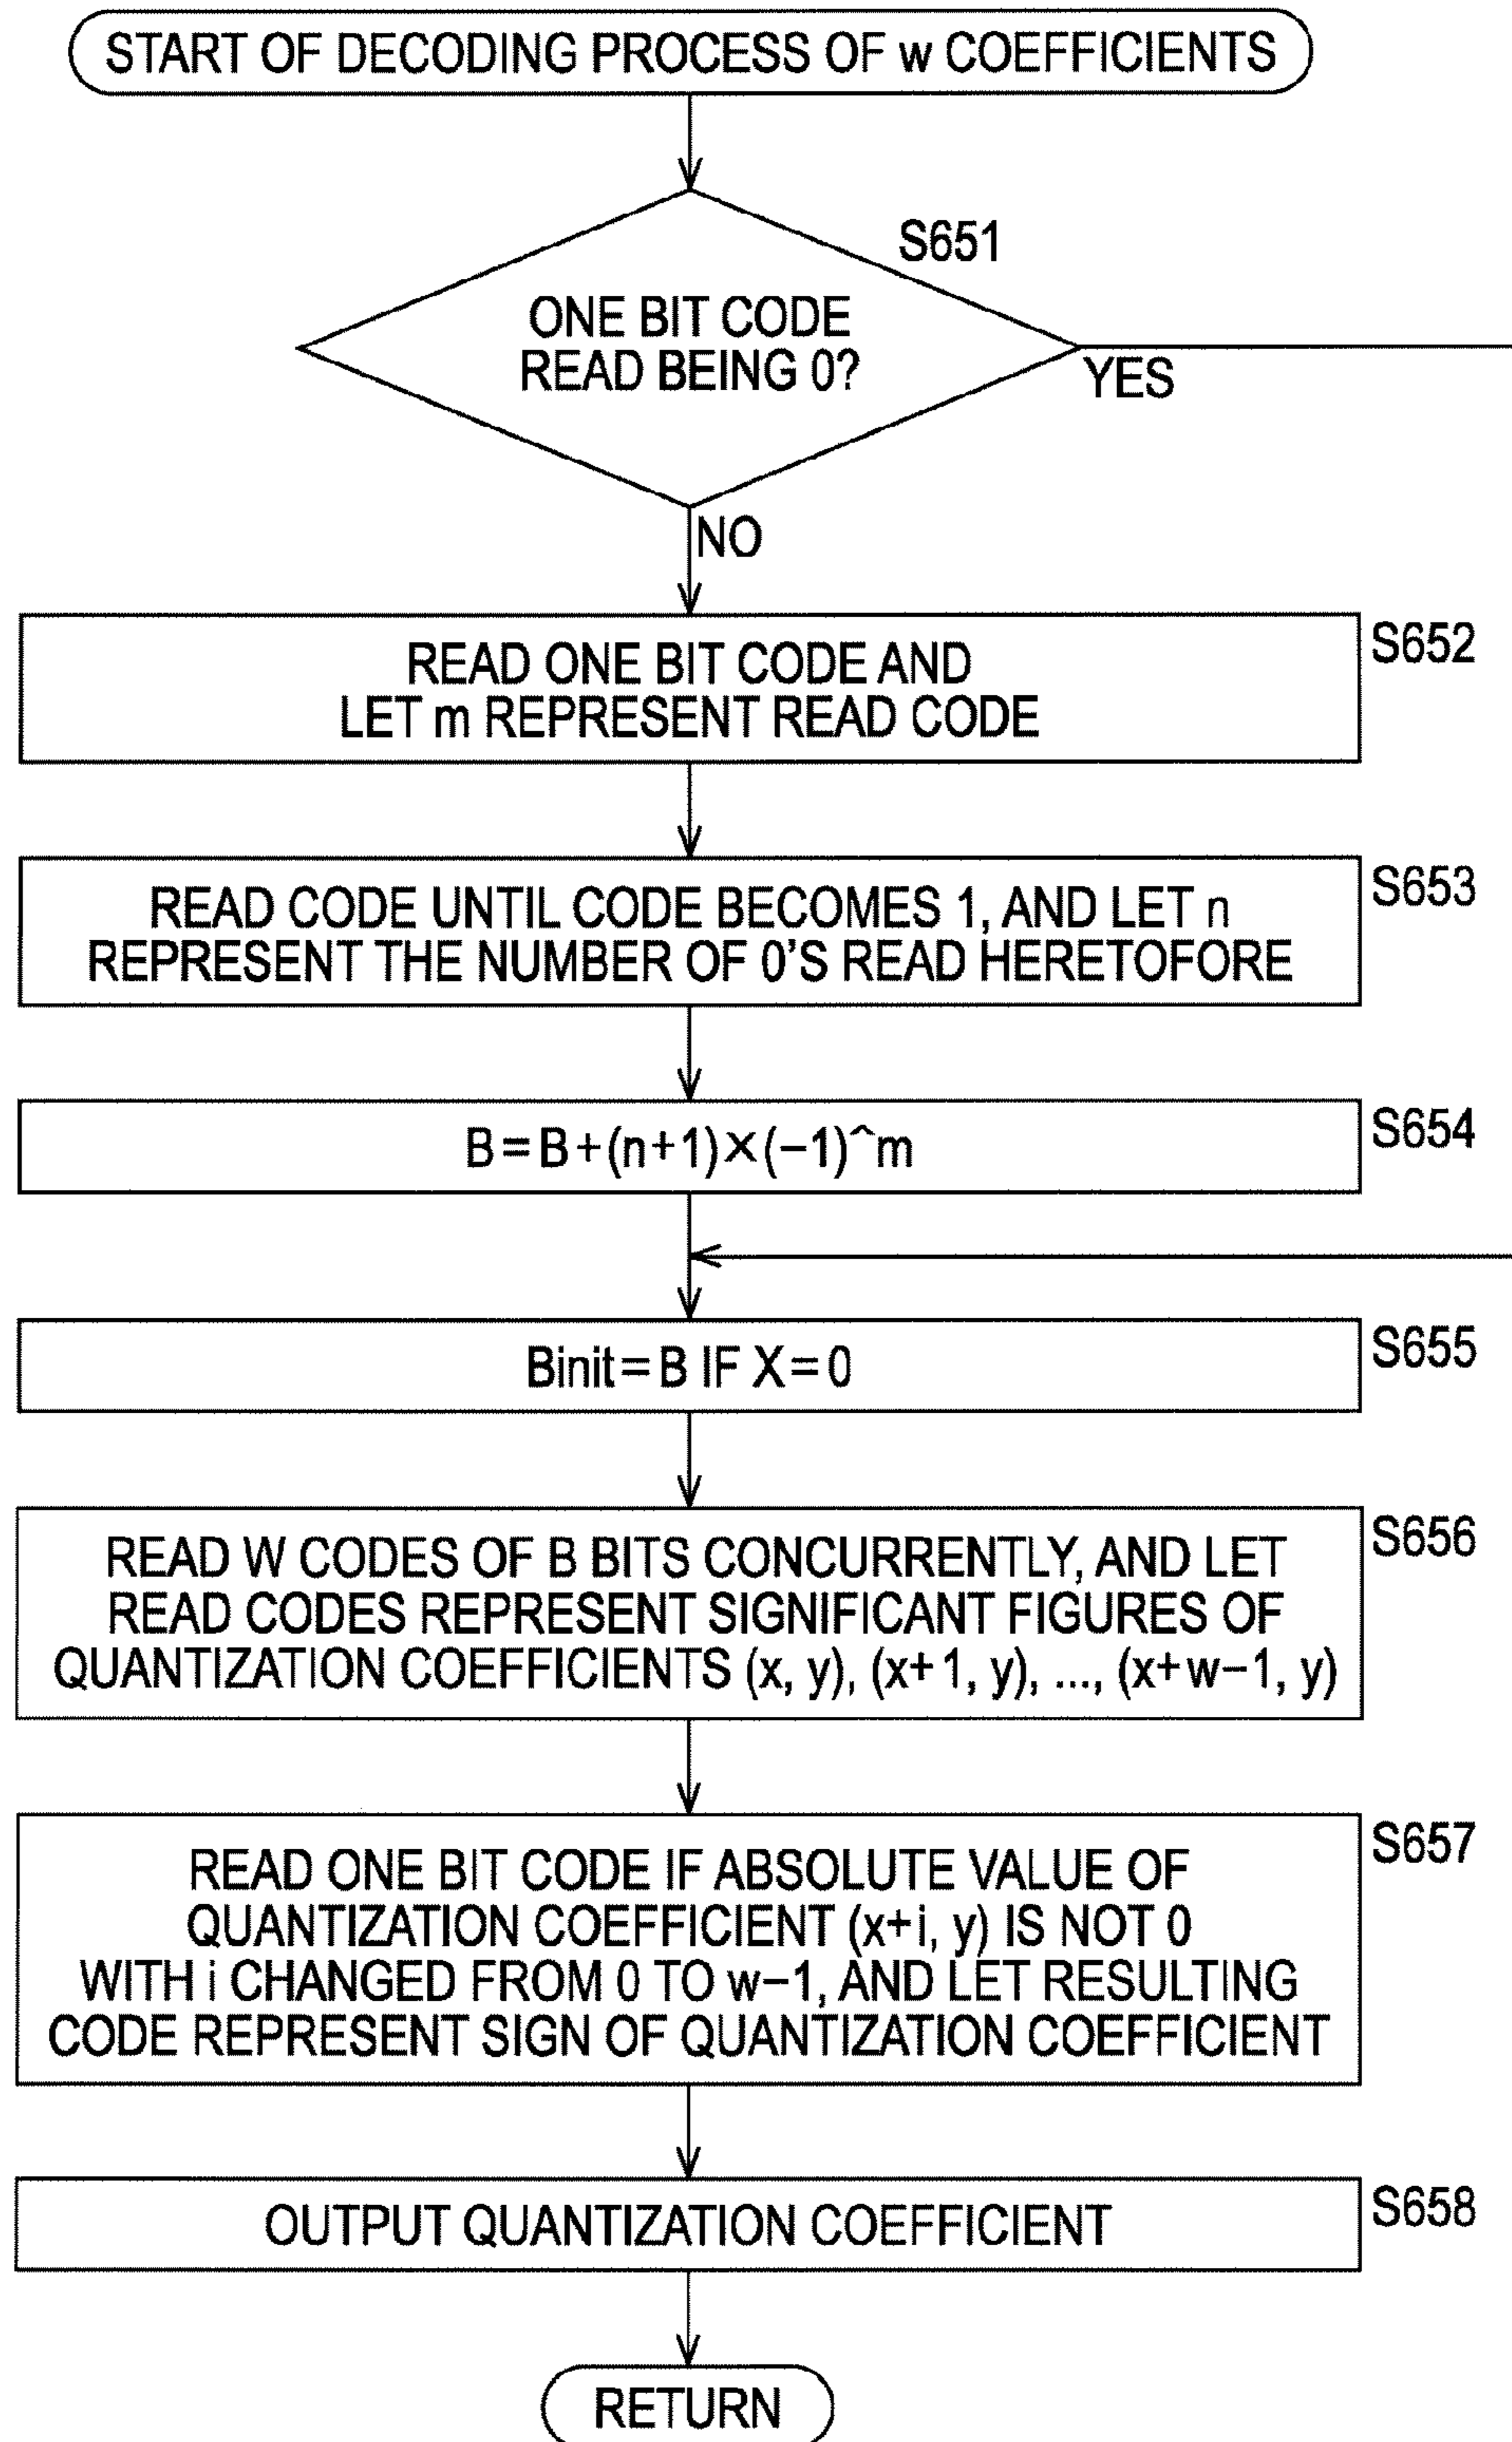 START OF DECODING PROCESS OF w COEFFICIENTS
S651
ONE BIT CODE
READ BEING 0?
YES
NO
S652
READ ONE BIT CODE AND
LET m REPRESENT READ CODE
S653
READ CODE UNTIL CODE BECOMES 1, AND LET n
REPRESENT THE NUMBER OF 0'S READ HERETOFORE
S654
B=B+(n+1)×(−1)^m
S655
Binit=B IF X=0
S656
READ W CODES OF B BITS CONCURRENTLY, AND LET
READ CODES REPRESENT SIGNIFICANT FIGURES OF
QUANTIZATION COEFFICIENTS (x, y), (x+1, y), ..., (x+w−1, y)
S657
READ ONE BIT CODE IF ABSOLUTE VALUE OF
QUANTIZATION COEFFICIENT (x+i, y) IS NOT 0
WITH i CHANGED FROM 0 TO w−1, AND LET RESULTING
CODE REPRESENT SIGN OF QUANTIZATION COEFFICIENT
S658
OUTPUT QUANTIZATION COEFFICIENT
RETURN